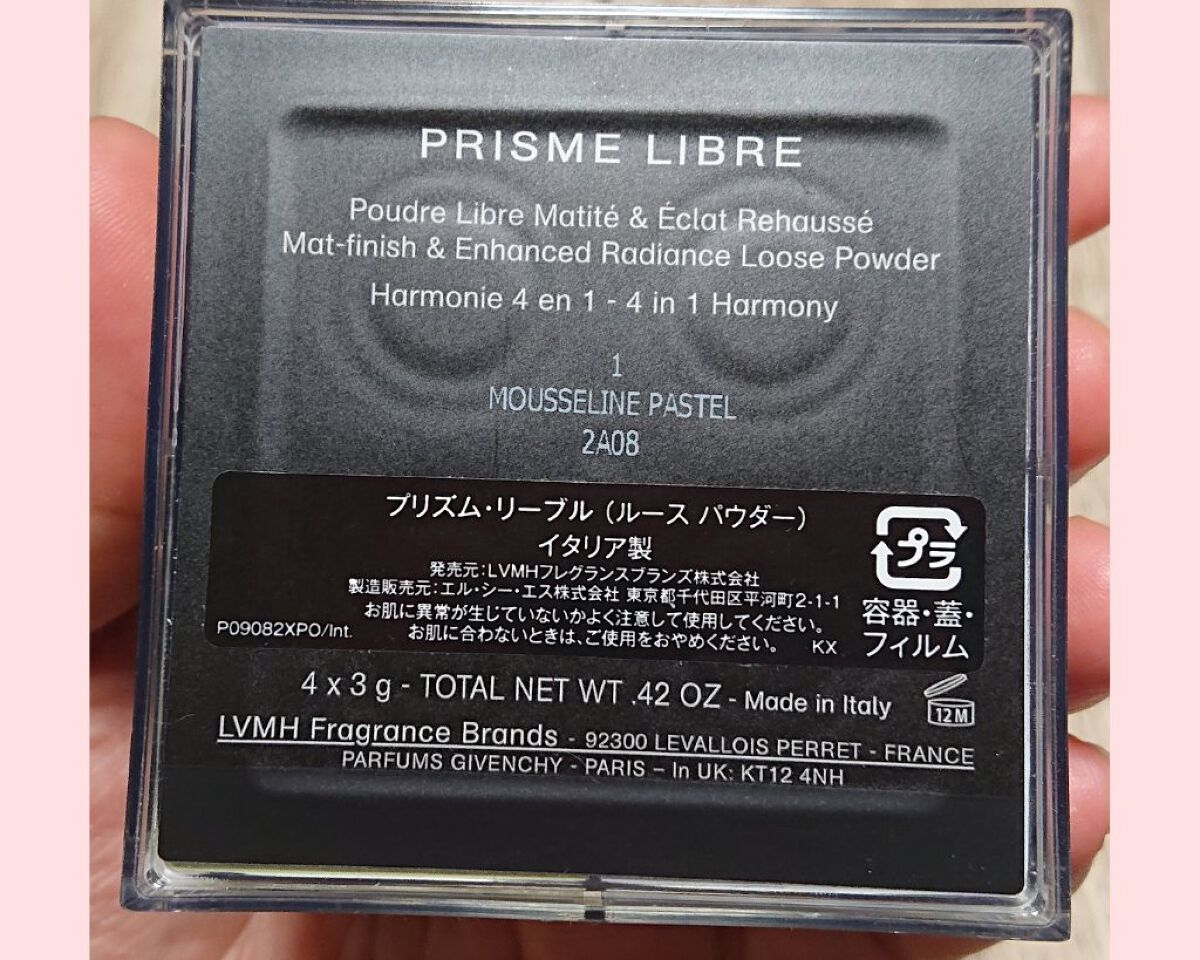 PRISME LIBRE
Poudre Libre Matité & Éclat Rehaussé
Mat-finish & Enhanced Radiance Loose Powder
Harmonie 4 en 1 - 4 in 1 Harmony
1
MOUSSELINE PASTEL
2A08
プリズム・リーブル（ルース パウダー）
イタリア製
発売元：LVMHフレグランスブランズ株式会社
製造販売元：エル・シー・エス株式会社 東京都千代田区平河町2-1-1
お肌に異常が生じていないかよく注意して使用してください。
お肌に合わないときは、ご使用をおやめください。 KX
P09082XPO/Int.
プラ
容器・蓋・
フィルム
4 x 3 g - TOTAL NET WT .42 OZ - Made in Italy
12M
LVMH Fragrance Brands - 92300 LEVALLOIS PERRET - FRANCE
PARFUMS GIVENCHY - PARIS – In UK: KT12 4NH